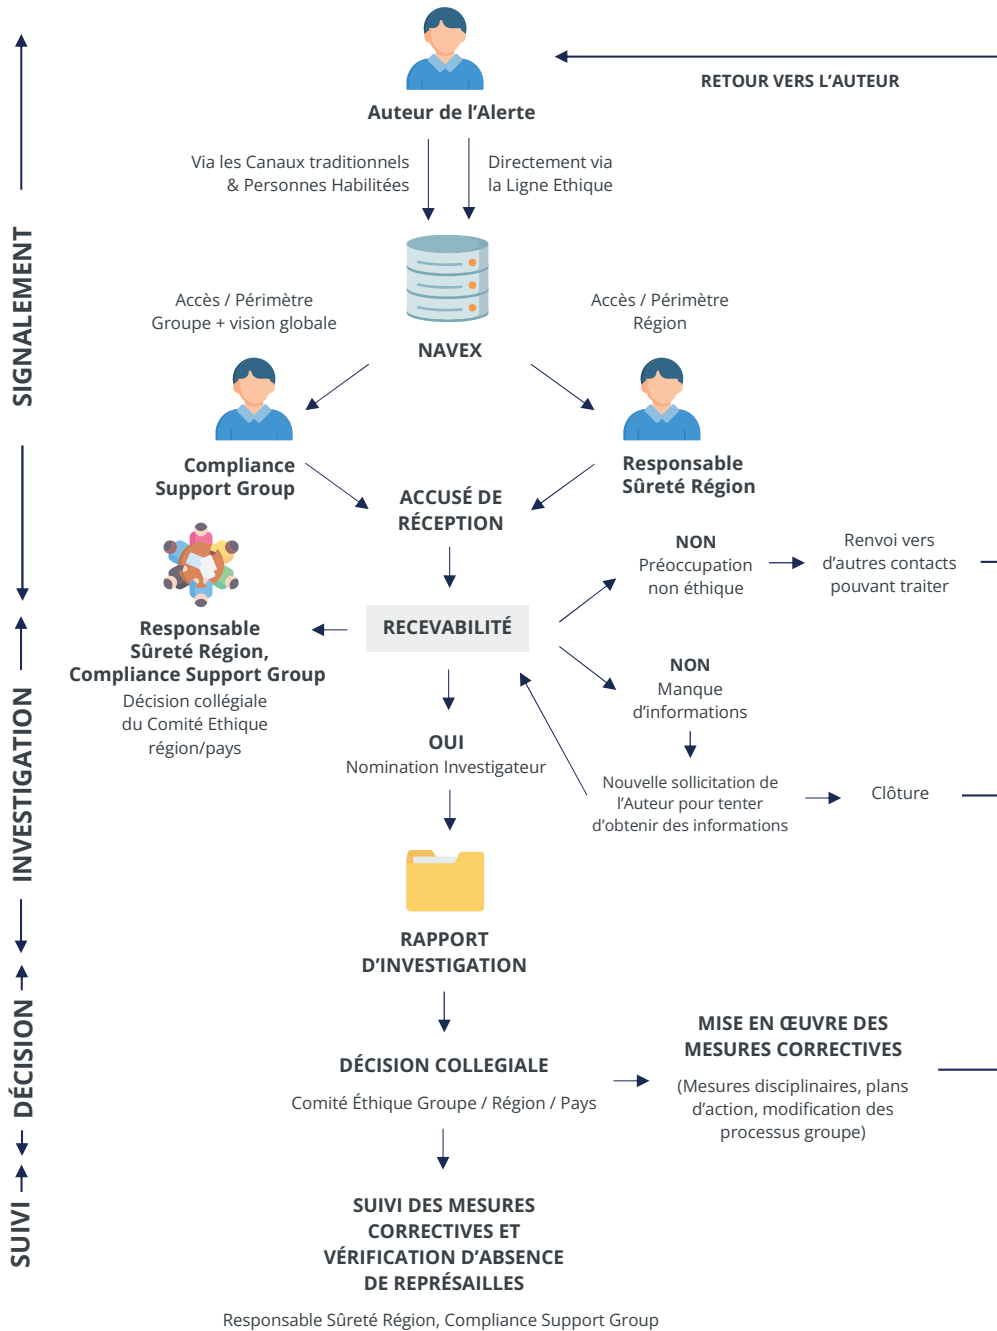 RETOUR VERS L’AUTEUR
Auteur de l’Alerte
Via les Canaux traditionnels
& Personnes Habilitées
Directement via
la Ligne Ethique
SIGNALEMENT
Accès / Périmètre
Groupe + vision globale
Accès / Périmètre
Région
NAVEX
Compliance
Support Group
Responsable
Sûreté Région
ACCUSÉ DE
RÉCEPTION
NON
Préoccupation
non éthique
Renvoi vers
d’autres contacts
pouvant traiter
RECEVABILITÉ
Responsable
Sûreté Région,
Compliance Support Group
Décision collégiale
du Comité Ethique
région/pays
NON
Manque
d’informations
INVESTIGATION
OUI
Nomination Investigateur
Nouvelle sollicitation de
l’Auteur pour tenter
d’obtenir des informations
Clôture
RAPPORT
D’INVESTIGATION
DÉCISION
DÉCISION COLLEGIALE
Comité Éthique Groupe / Région / Pays
MISE EN ŒUVRE DES
MESURES CORRECTIVES
(Mesures disciplinaires, plans
d’action, modification des
processus groupe)
SUIVI
SUIVI DES MESURES
CORRECTIVES ET
VÉRIFICATION D’ABSENCE
DE REPRÉSAILLES
Responsable Sûreté Région, Compliance Support Group